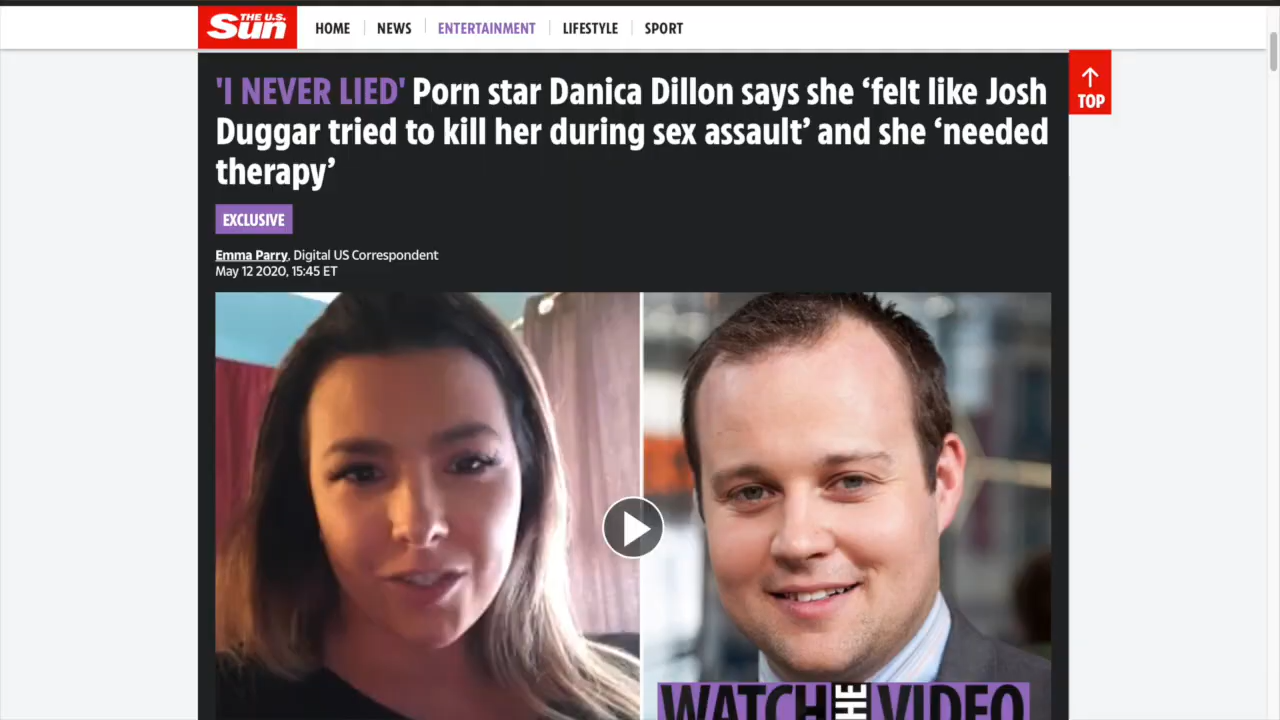 THE U.S.
Sun
HOME
NEWS
ENTERTAINMENT
LIFESTYLE
SPORT
TOP
'I NEVER LIED' Porn star Danica Dillon says she ‘felt like Josh
Duggar tried to kill her during sex assault’ and she ‘needed
therapy’
EXCLUSIVE
Emma Parry, Digital US Correspondent
May 12 2020, 15:45 ET
WATCH THE VIDEO